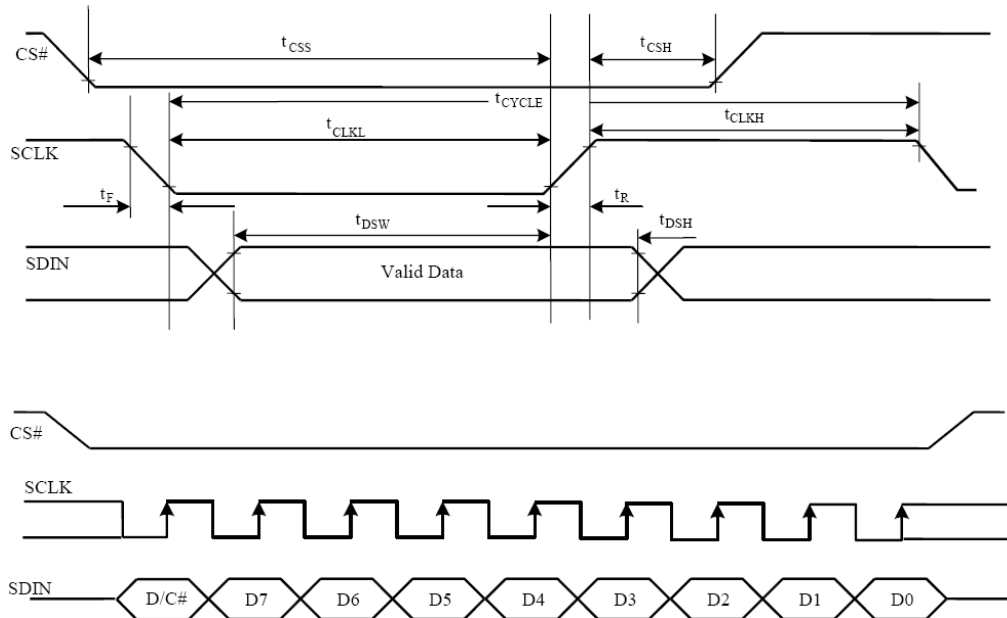 CS#
tCSS
tCSH
tCYCLE
tCLKL
tCLKH
SCLK
tF
tR
tDSW
tDSH
SDIN
Valid Data
CS#
SCLK
SDIN
D/C# D7 D6 D5 D4 D3 D2 D1 D0